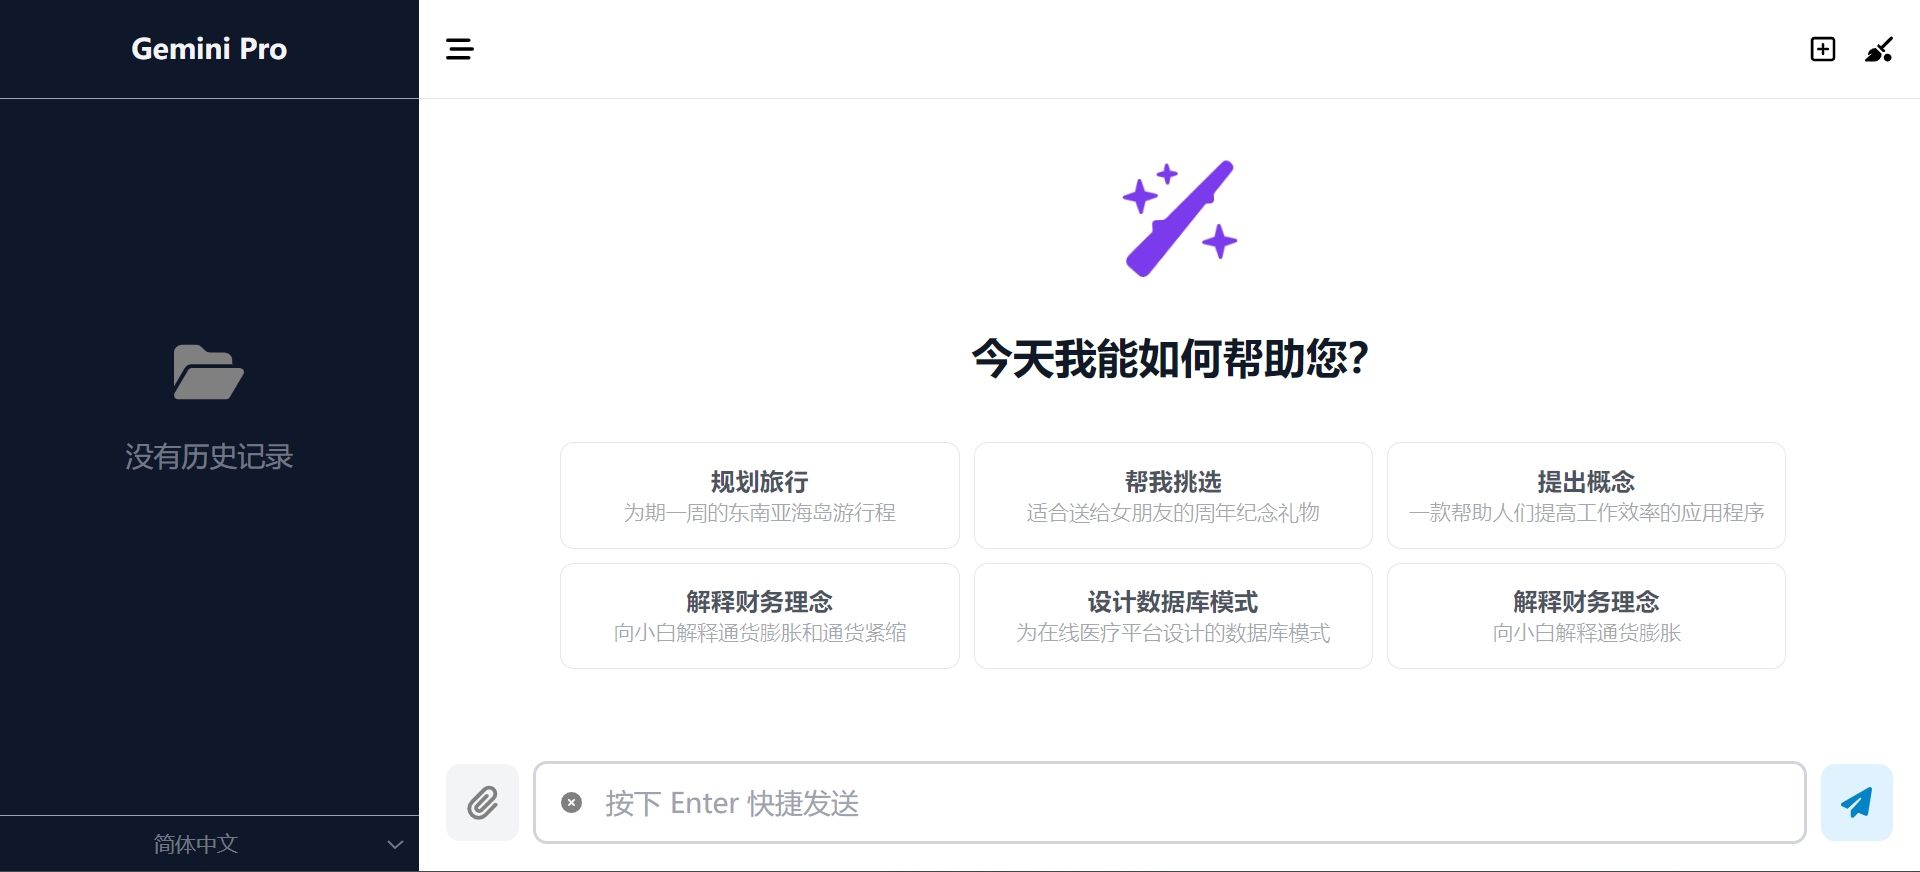 Gemini Pro
没有历史记录
简体中文
今天我能如何帮助您?
规划旅行
为期一周的东南亚海岛游行程
帮我挑选
适合送给女朋友的周年纪念礼物
提出概念
一款帮助人们提高工作效率的应用程序
解释财务理念
向小白解释通货膨胀和通货紧缩
设计数据库模式
为在线医疗平台设计的数据库模式
解释财务理念
向小白解释通货膨胀
按下 Enter 快捷发送